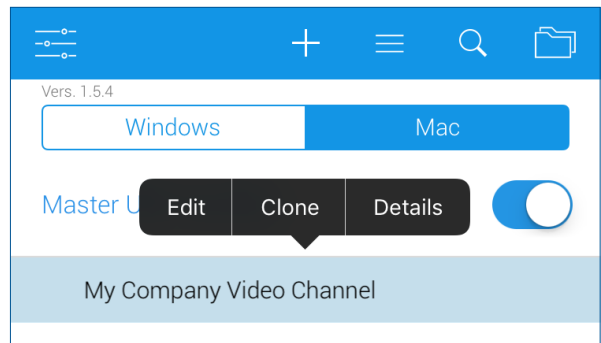 Vers. 1.5.4
Windows Mac
Master U
Edit Clone Details
My Company Video Channel